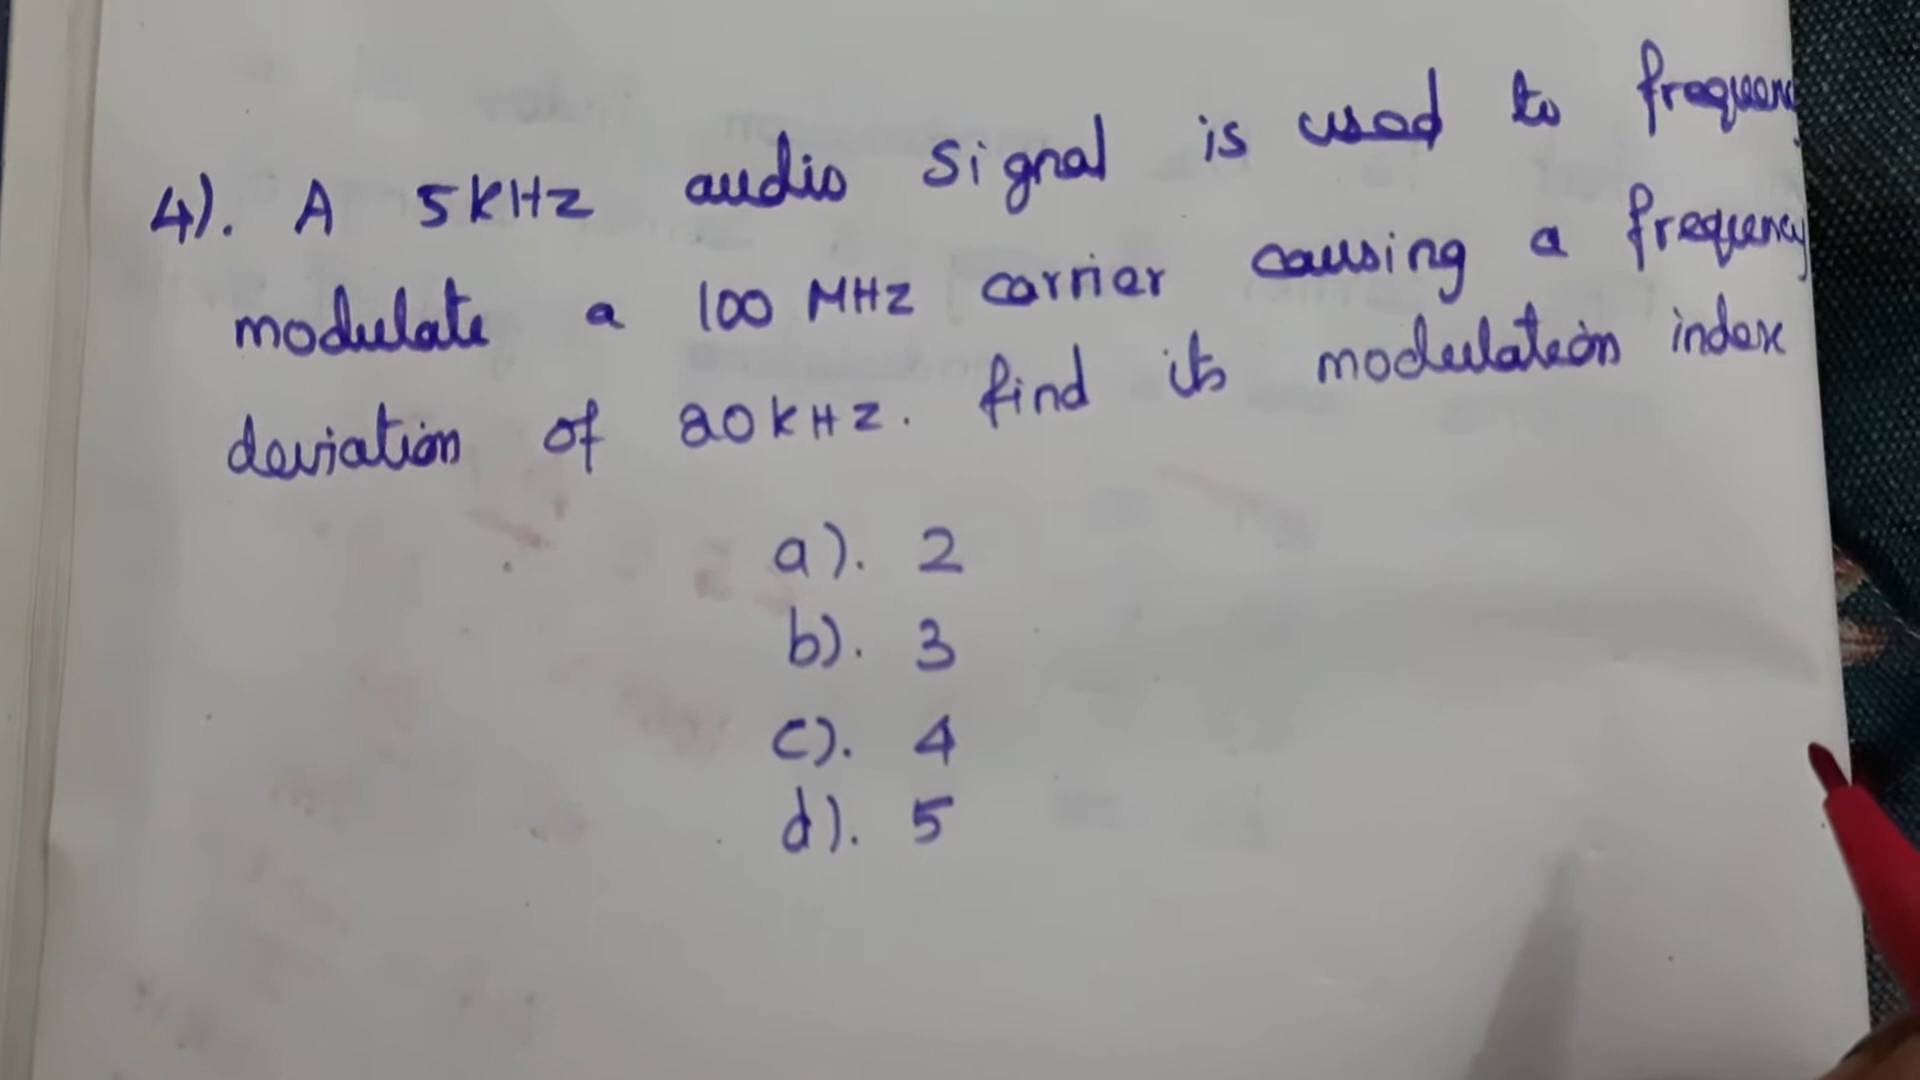 4). A 5KHz audio signal is used to frequency
modulate a 100 MHz carrier causing a frequency
deviation of 20KHz. find its modulation index
a). 2
b). 3
c). 4
d). 5